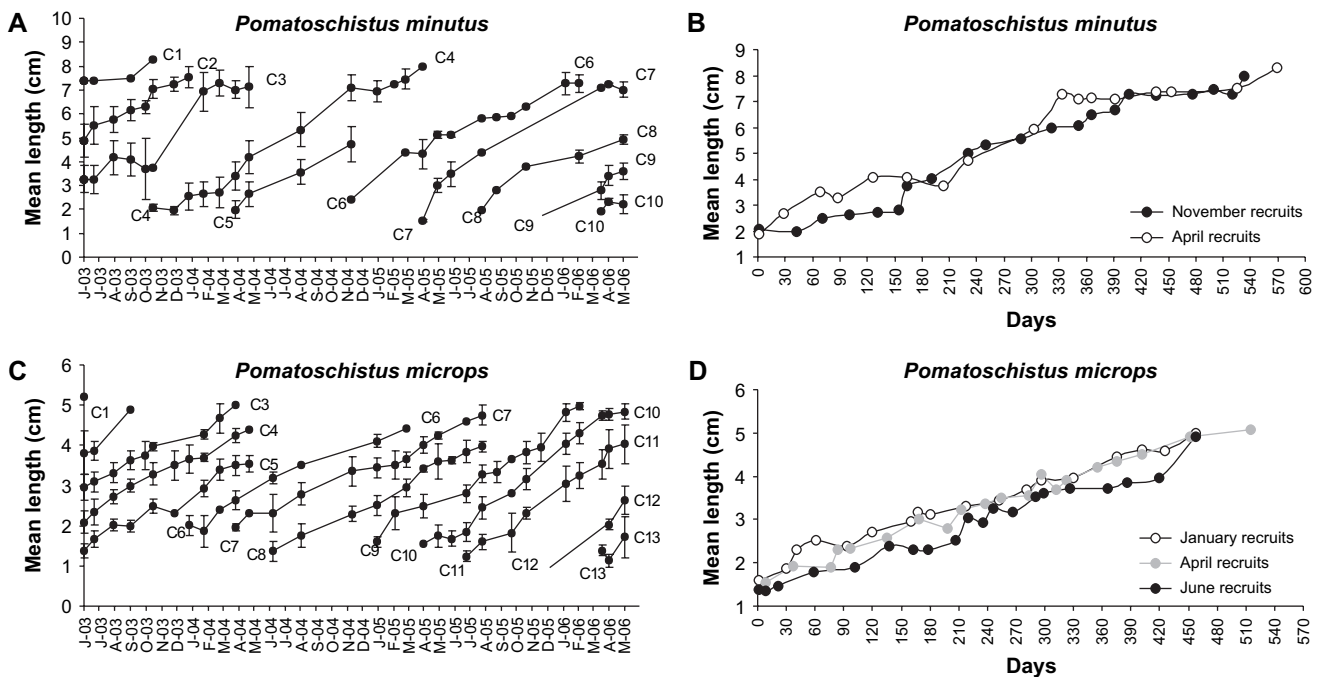 A
Pomatoschistus minutus
Mean length (cm)
10
9
8
7
6
5
4
3
2
1
0
C1
C2
C3
C4
C4
C5
C6
C6
C7
C7
C8
C8
C9
C9
C10
C10
J-03 J-03 A-03 S-03 O-03 N-03 D-03 J-04 F-04 M-04 A-04 M-04 J-04 J-04 A-04 S-04 O-04 N-04 D-04 J-05 F-05 M-05 A-05 M-05 J-05 J-05 A-05 S-05 O-05 N-05 D-05 J-06 F-06 M-06 A-06 M-06
B
Pomatoschistus minutus
Mean length (cm)
9
8
7
6
5
4
3
2
1
November recruits
April recruits
0 30 60 90 120 150 180 210 240 270 300 330 360 390 420 450 480 510 540 570 600
Days
C
Pomatoschistus microps
Mean length (cm)
6
5
4
3
2
1
0
C1
C3
C4
C5
C6
C6
C7
C7
C8
C9
C10
C10
C11
C11
C12
C12
C13
C13
J-03 J-03 A-03 S-03 O-03 N-03 D-03 J-04 F-04 M-04 A-04 M-04 J-04 J-04 A-04 S-04 O-04 N-04 D-04 J-05 F-05 M-05 A-05 M-05 J-05 J-05 A-05 S-05 O-05 N-05 D-05 J-06 F-06 M-06 A-06 M-06
D
Pomatoschistus microps
Mean length (cm)
6
5
4
3
2
1
January recruits
April recruits
June recruits
0 30 60 90 120 150 180 210 240 270 300 330 360 390 420 450 480 510 540 570
Days